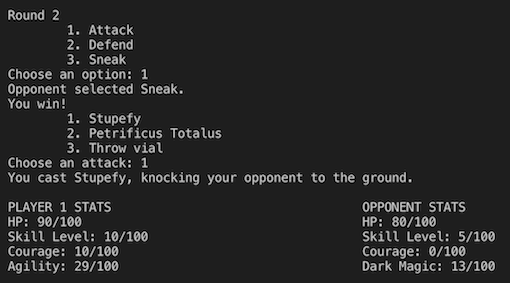 Round 2
1. Attack
2. Defend
3. Sneak
Choose an option: 1
Opponent selected Sneak.
You win!
1. Stupefy
2. Petrificus Totalus
3. Throw vial
Choose an attack: 1
You cast Stupefy, knocking your opponent to the ground.
PLAYER 1 STATS OPPONENT STATS
HP: 90/100 HP: 80/100
Skill Level: 10/100 Skill Level: 5/100
Courage: 10/100 Courage: 0/100
Agility: 29/100 Dark Magic: 13/100